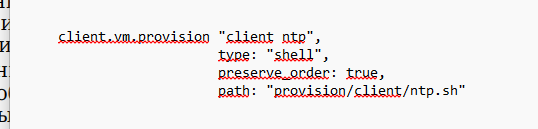 client.vm.provision "client ntp",
type: "shell",
preserve_order: true,
path: "provision/client/ntp.sh"